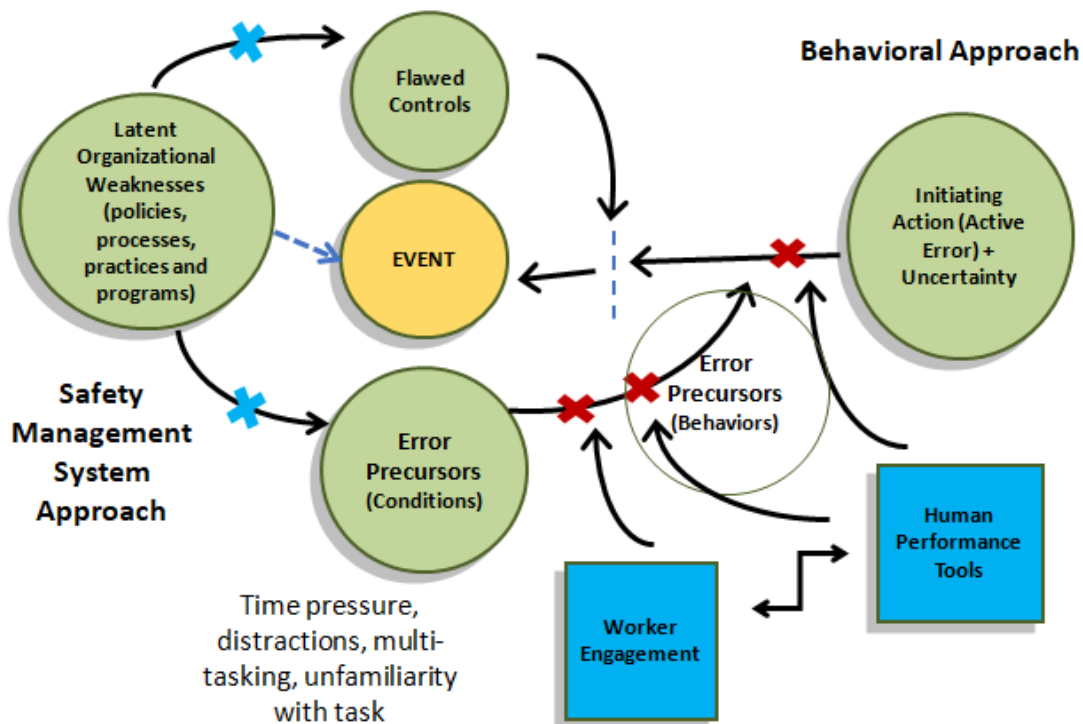 Behavioral Approach
Flawed
Controls
Latent
Organizational
Weaknesses
(policies,
processes,
practices and
programs)
EVENT
Initiating
Action (Active
Error) +
Uncertainty
Safety
Management
System
Approach
Error
Precursors
(Conditions)
Error
Precursors
(Behaviors)
Human
Performance
Tools
Worker
Engagement
Time pressure,
distractions, multi-
tasking, unfamiliarity
with task